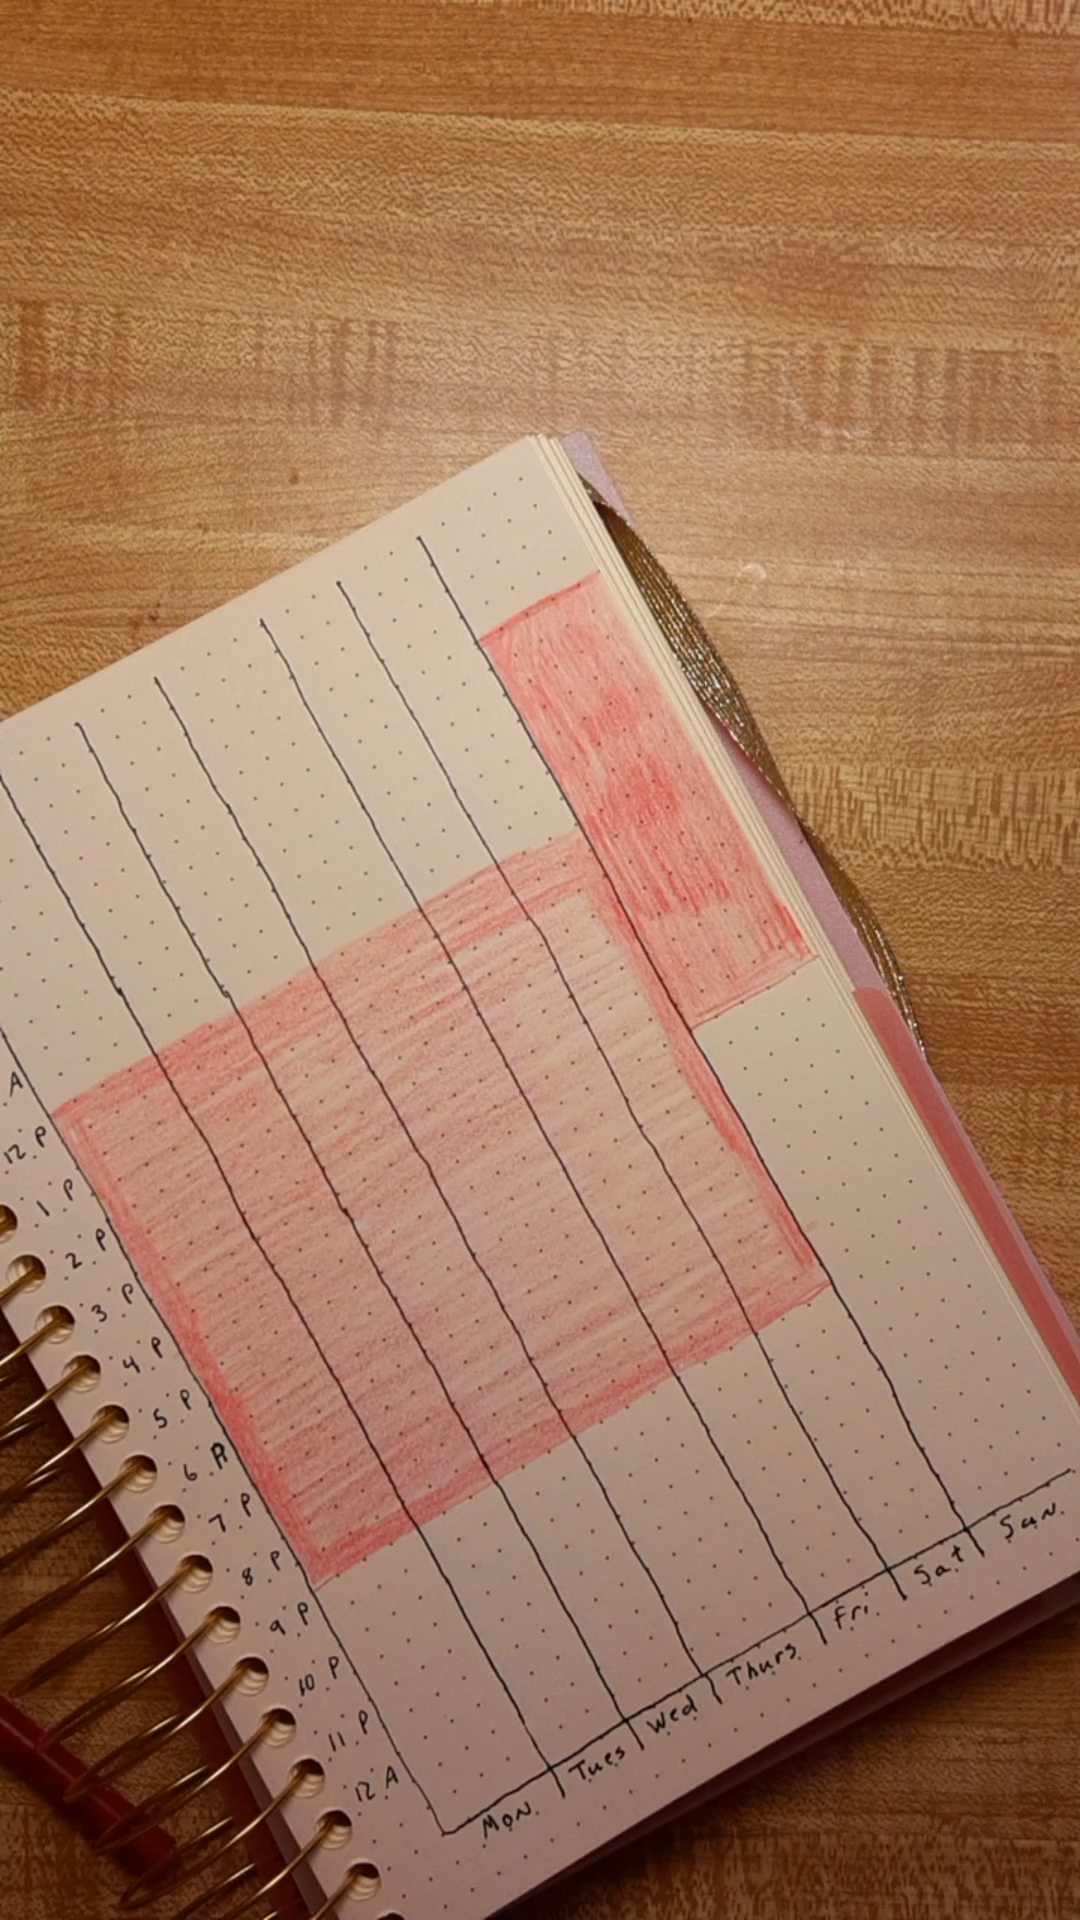 A
12 P
1 P
2 P
3 P
4 P
5 P
6 P
7 P
8 P
9 P
10 P
11 P
12 A
Mon. Tues Wed Thurs. Fri. Sat Sun.